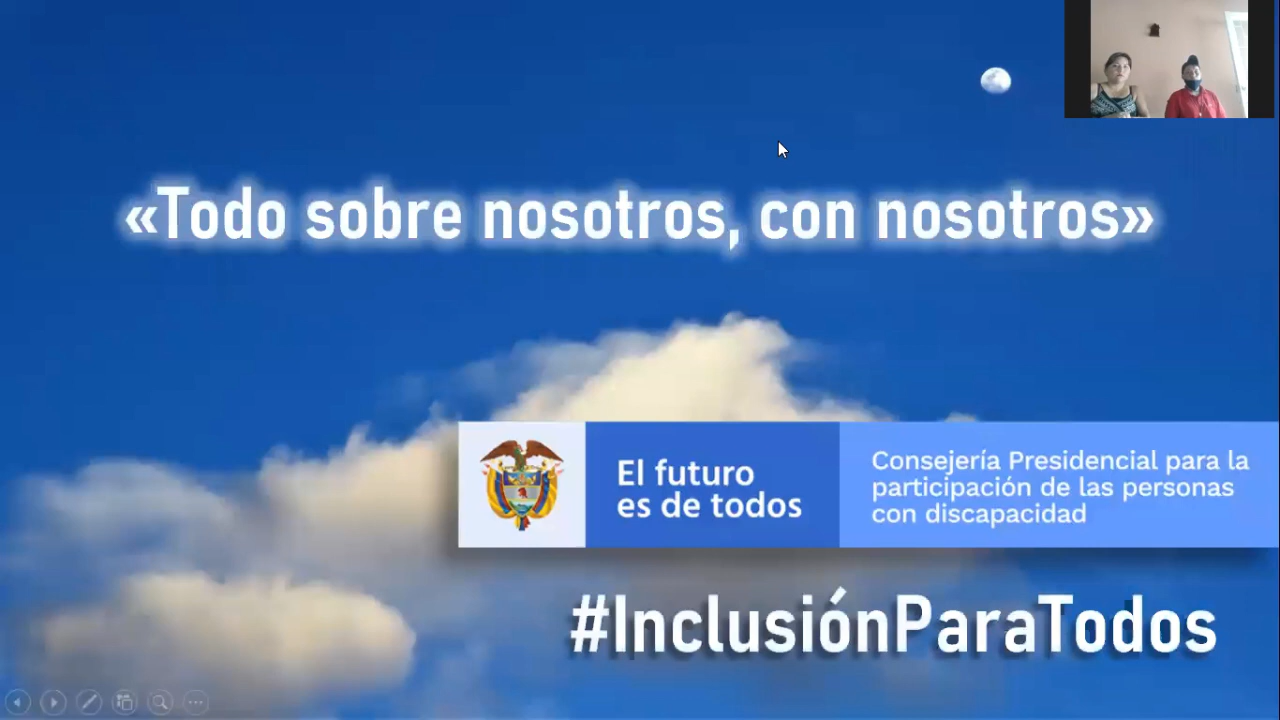 «Todo sobre nosotros, con nosotros»
El futuro
es de todos
Consejería Presidencial para la
participación de las personas
con discapacidad
#InclusiónParaTodos